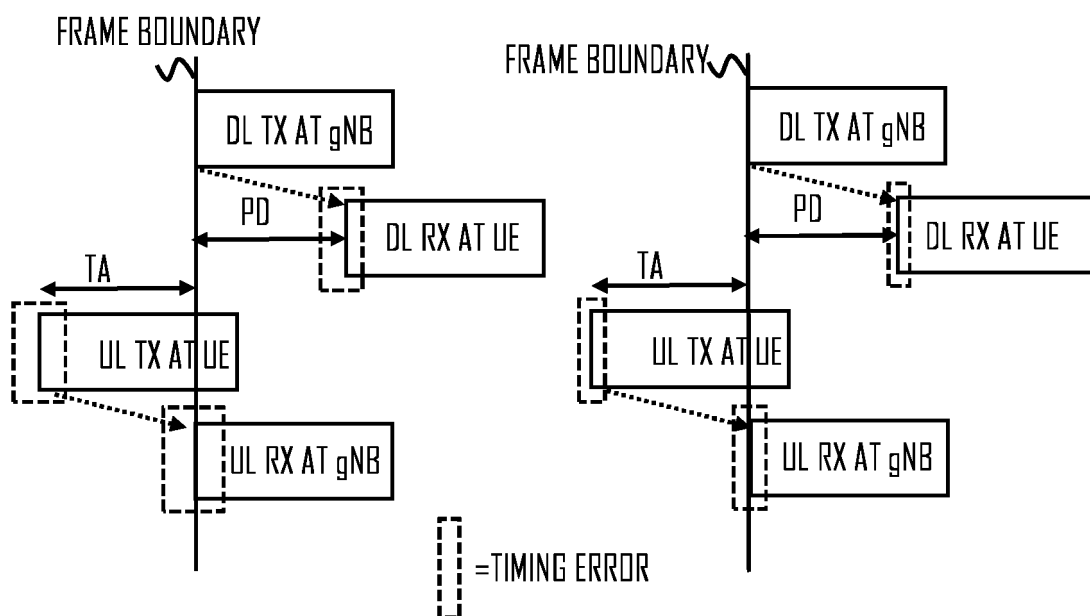 FRAME BOUNDARY
DL TX AT gNB
PD
DL RX AT UE
TA
UL TX AT UE
UL RX AT gNB
FRAME BOUNDARY
DL TX AT gNB
PD
DL RX AT UE
TA
UL TX AT UE
UL RX AT gNB
=TIMING ERROR